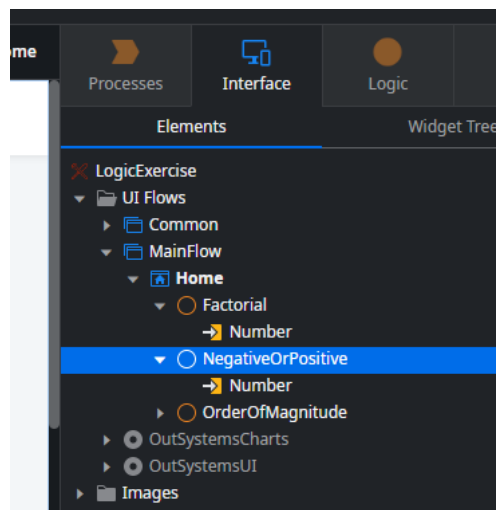 ome
Processes Interface Logic
Elements Widget Tree
LogicExercise
UI Flows
Common
MainFlow
Home
Factorial
Number
NegativeOrPositive
Number
OrderOfMagnitude
OutSystemsCharts
OutSystemsUI
Images